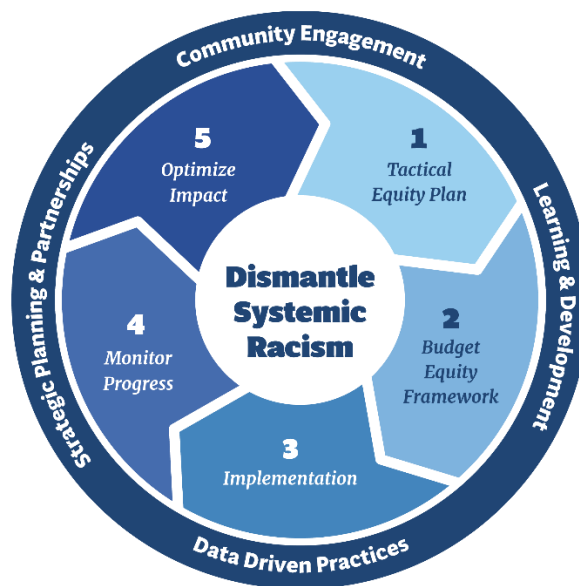 Community Engagement
Learning & Development
Data Driven Practices
Strategic Planning & Partnerships
1
Tactical
Equity Plan
2
Budget
Equity
Framework
3
Implementation
4
Monitor
Progress
5
Optimize
Impact
Dismantle
Systemic
Racism